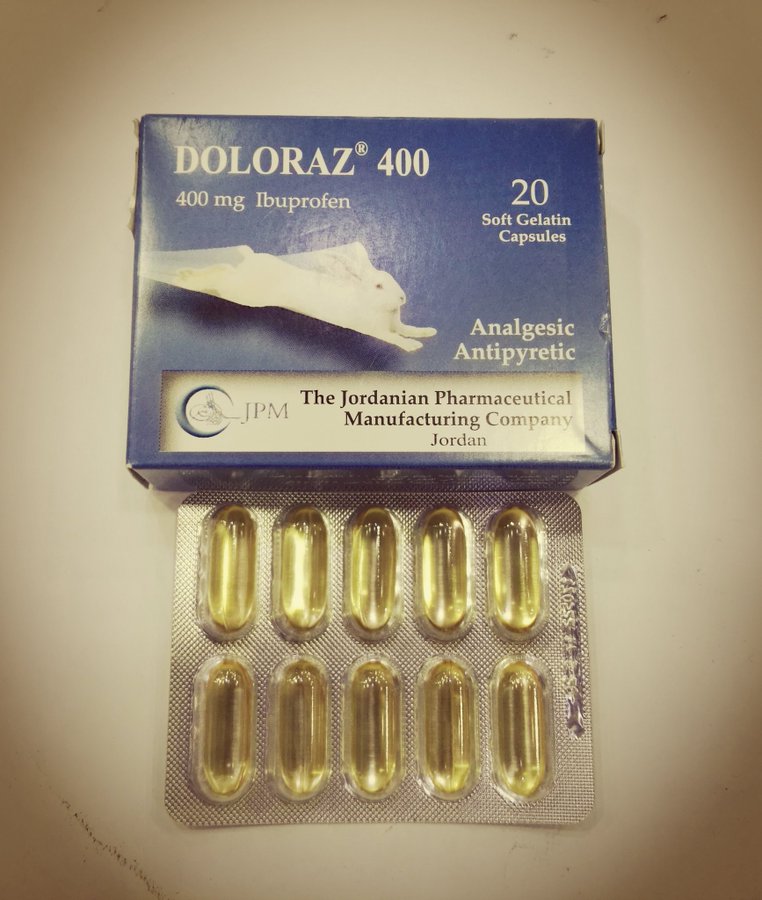 DOLORAZ® 400
400 mg Ibuprofen
20
Soft Gelatin
Capsules
Analgesic
Antipyretic
JPM
The Jordanian Pharmaceutical
Manufacturing Company
Jordan